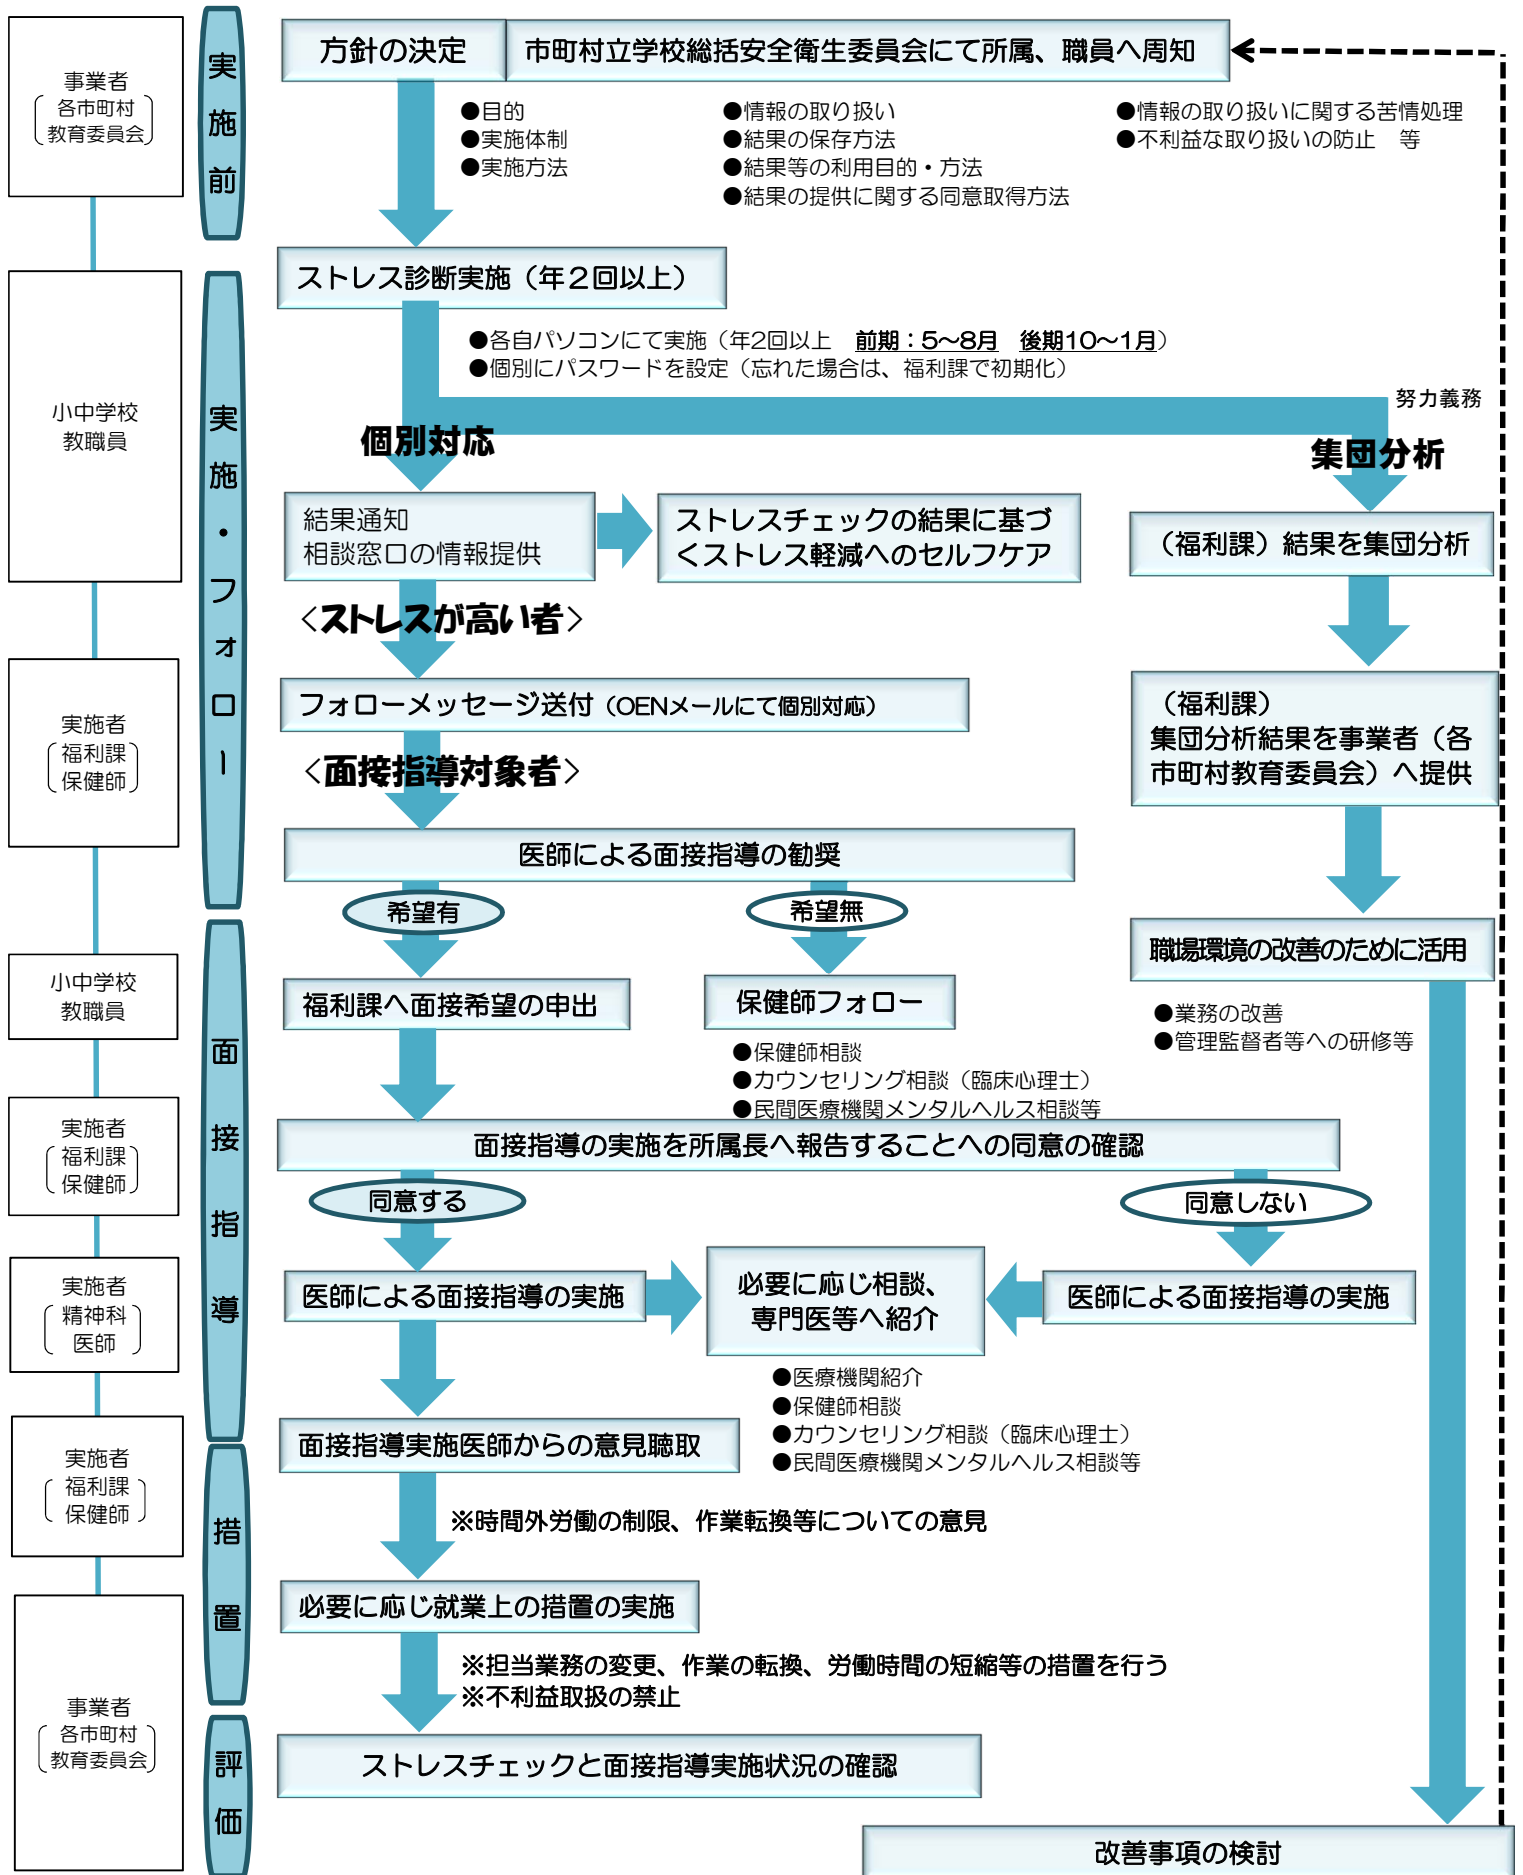 事業者
各市町村
教育委員会
実施前
方針の決定
市町村立学校総括安全衛生委員会にて所属、職員へ周知
●目的
●実施体制
●実施方法
●情報の取り扱い
●結果の保存方法
●結果等の利用目的・方法
●結果の提供に関する同意取得方法
●情報の取り扱いに関する苦情処理
●不利益な取り扱いの防止　等
小中学校
教職員
実施・フォロー
ストレス診断実施（年２回以上）
●各自パソコンにて実施（年2回以上　前期：5～8月　後期10～1月）
●個別にパスワードを設定（忘れた場合は、福利課で初期化）
努力義務
個別対応
集団分析
結果通知
相談窓口の情報提供
ストレスチェックの結果に基づ
くストレス軽減へのセルフケア
（福利課）結果を集団分析
＜ストレスが高い者＞
実施者
福利課
保健師
フォローメッセージ送付（OENメールにて個別対応）
（福利課）
集団分析結果を事業者（各
市町村教育委員会）へ提供
＜面接指導対象者＞
医師による面接指導の勧奨
希望有
希望無
小中学校
教職員
面接指導
福利課へ面接希望の申出
保健師フォロー
●保健師相談
●カウンセリング相談（臨床心理士）
●民間医療機関メンタルヘルス相談等
職場環境の改善のために活用
●業務の改善
●管理監督者等への研修等
実施者
福利課
保健師
面接指導の実施を所属長へ報告することへの同意の確認
同意する
同意しない
実施者
精神科
医師
医師による面接指導の実施
必要に応じ相談、
専門医等へ紹介
医師による面接指導の実施
●医療機関紹介
●保健師相談
●カウンセリング相談（臨床心理士）
●民間医療機関メンタルヘルス相談等
実施者
福利課
保健師
措置
面接指導実施医師からの意見聴取
※時間外労働の制限、作業転換等についての意見
必要に応じ就業上の措置の実施
※担当業務の変更、作業の転換、労働時間の短縮等の措置を行う
※不利益取扱の禁止
事業者
各市町村
教育委員会
評価
ストレスチェックと面接指導実施状況の確認
改善事項の検討